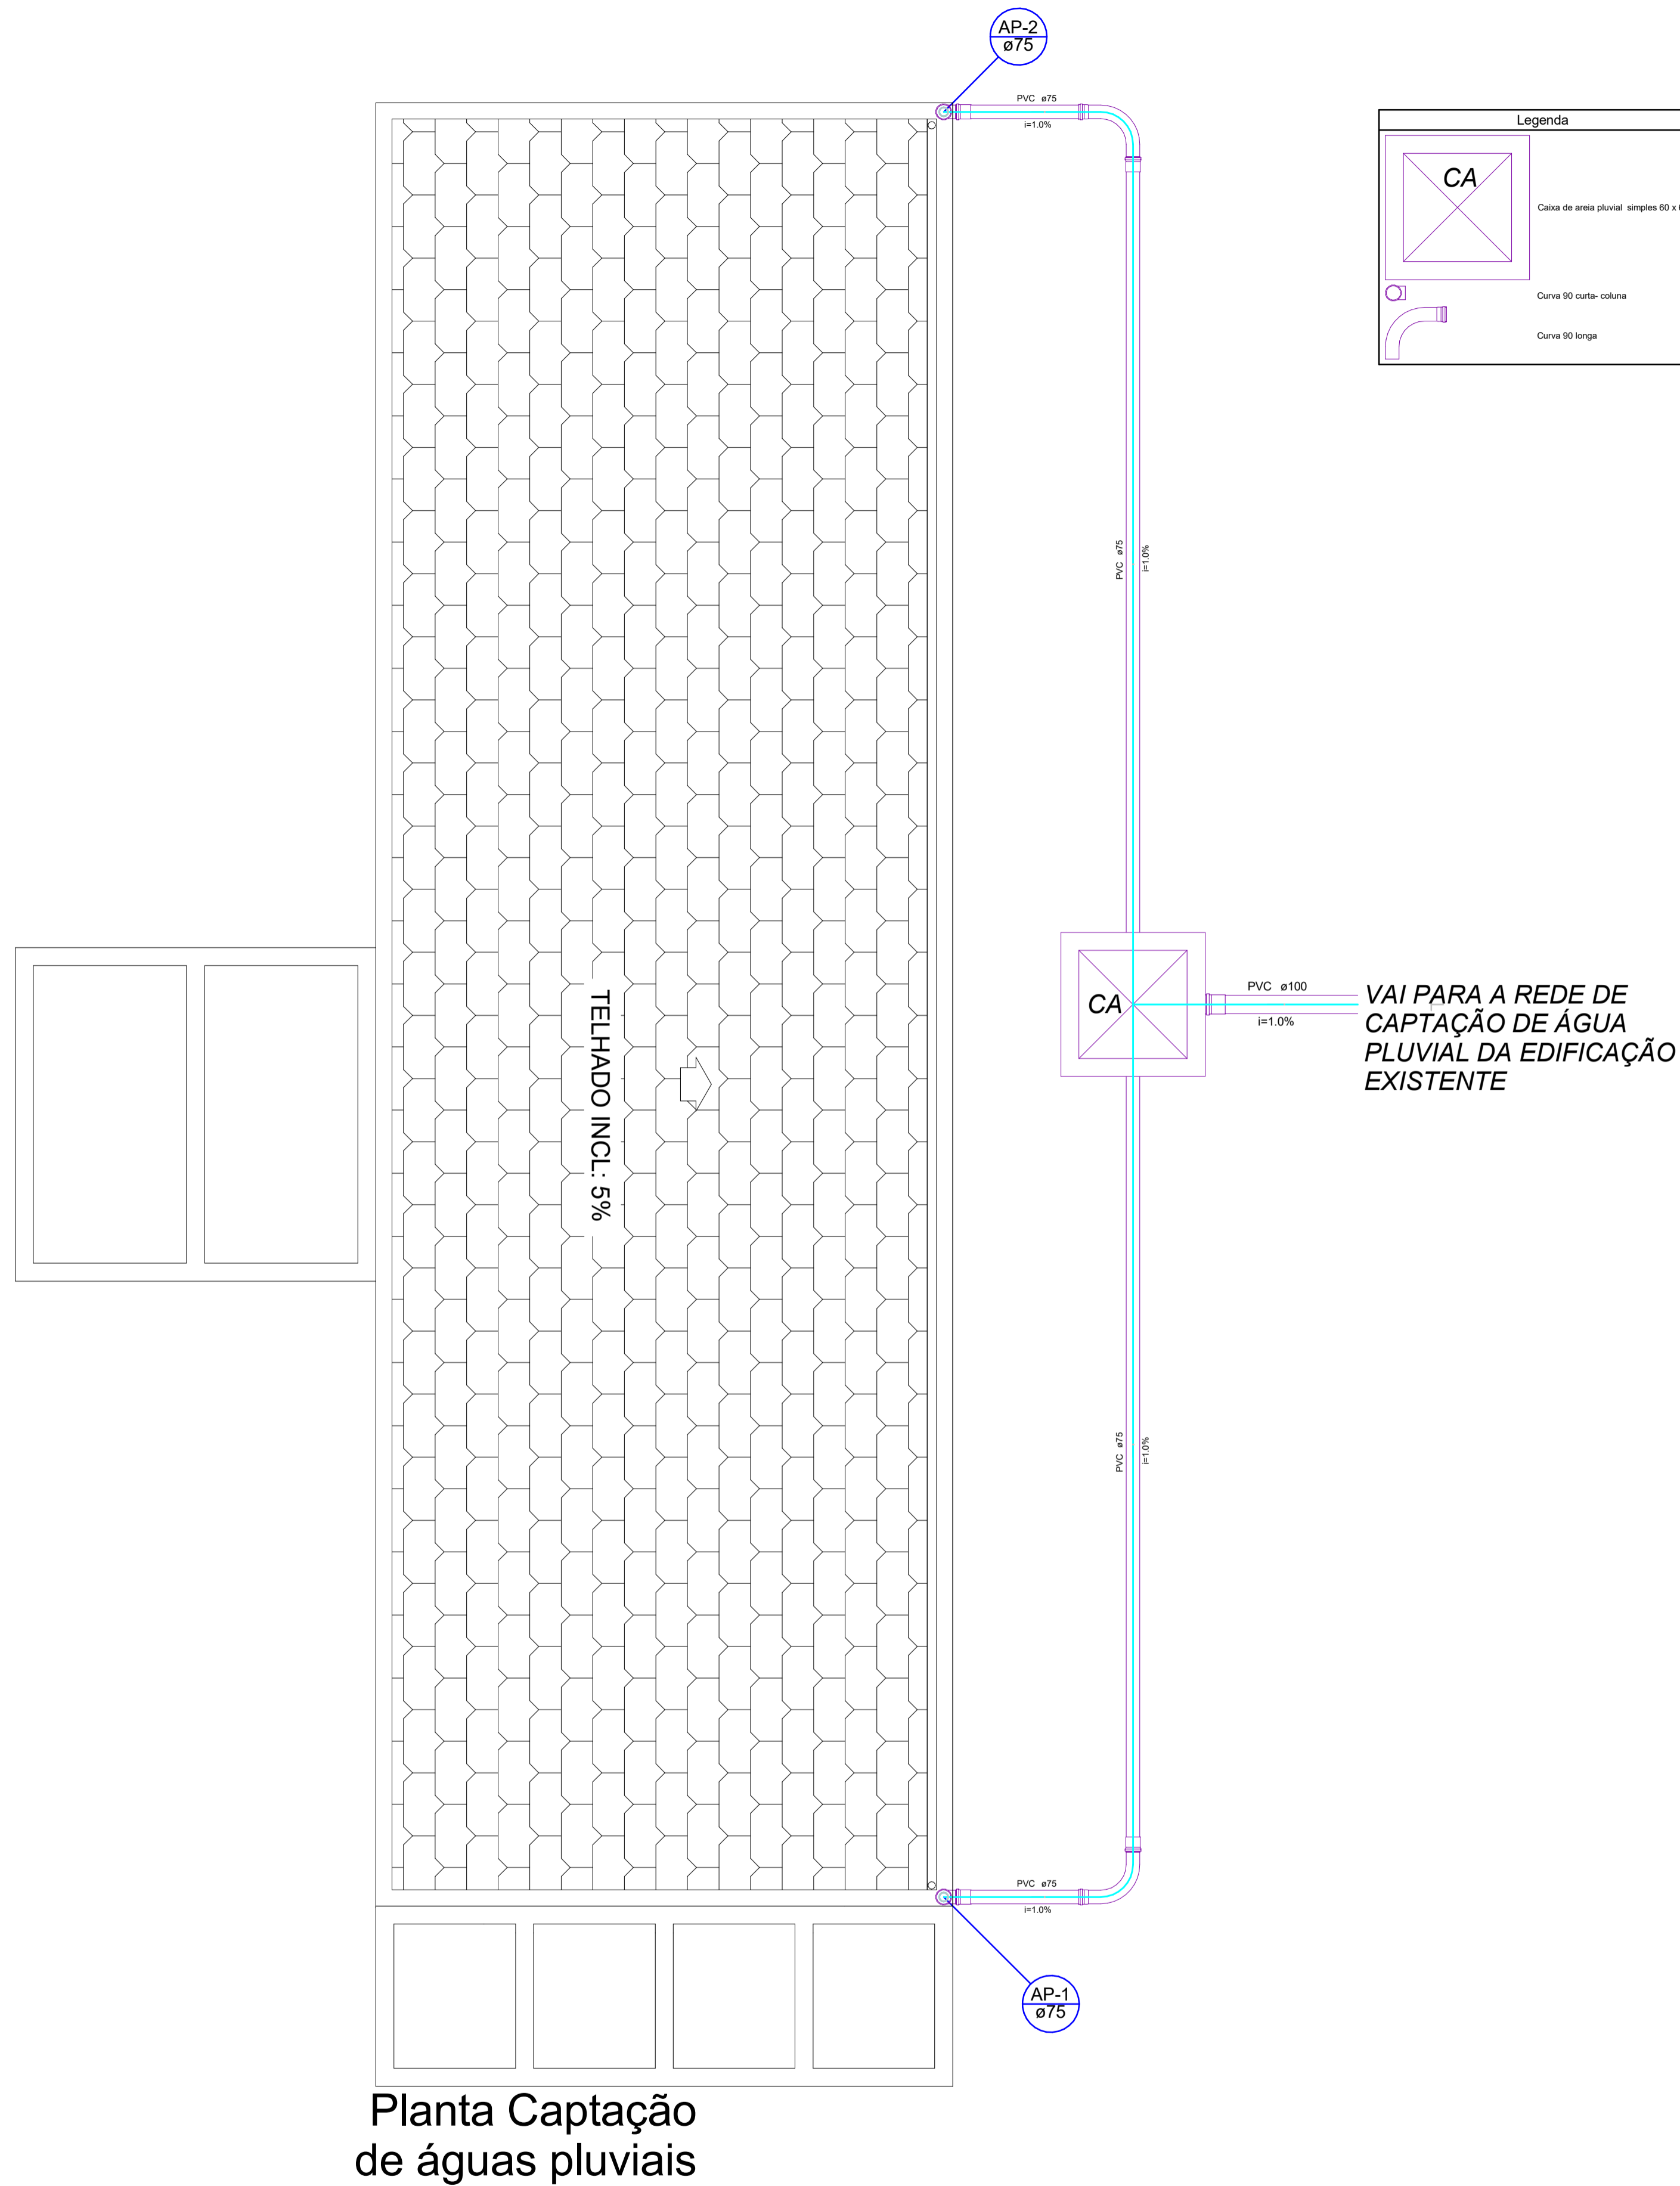 AP-2
ø75
PVC ø75
i=1.0%
Legenda
CA
Caixa de areia pluvial simples 60 x
Curva 90 curta- coluna
Curva 90 longa
PVC ø75
i=1.0%
TELHADO INCL.: 5%
CA
PVC ø100
i=1.0%
VAI PARA A REDE DE
CAPTAÇÃO DE ÁGUA
PLUVIAL DA EDIFICAÇÃO
EXISTENTE
PVC ø75
i=1.0%
PVC ø75
i=1.0%
AP-1
ø75
Planta Captação
de águas pluviais